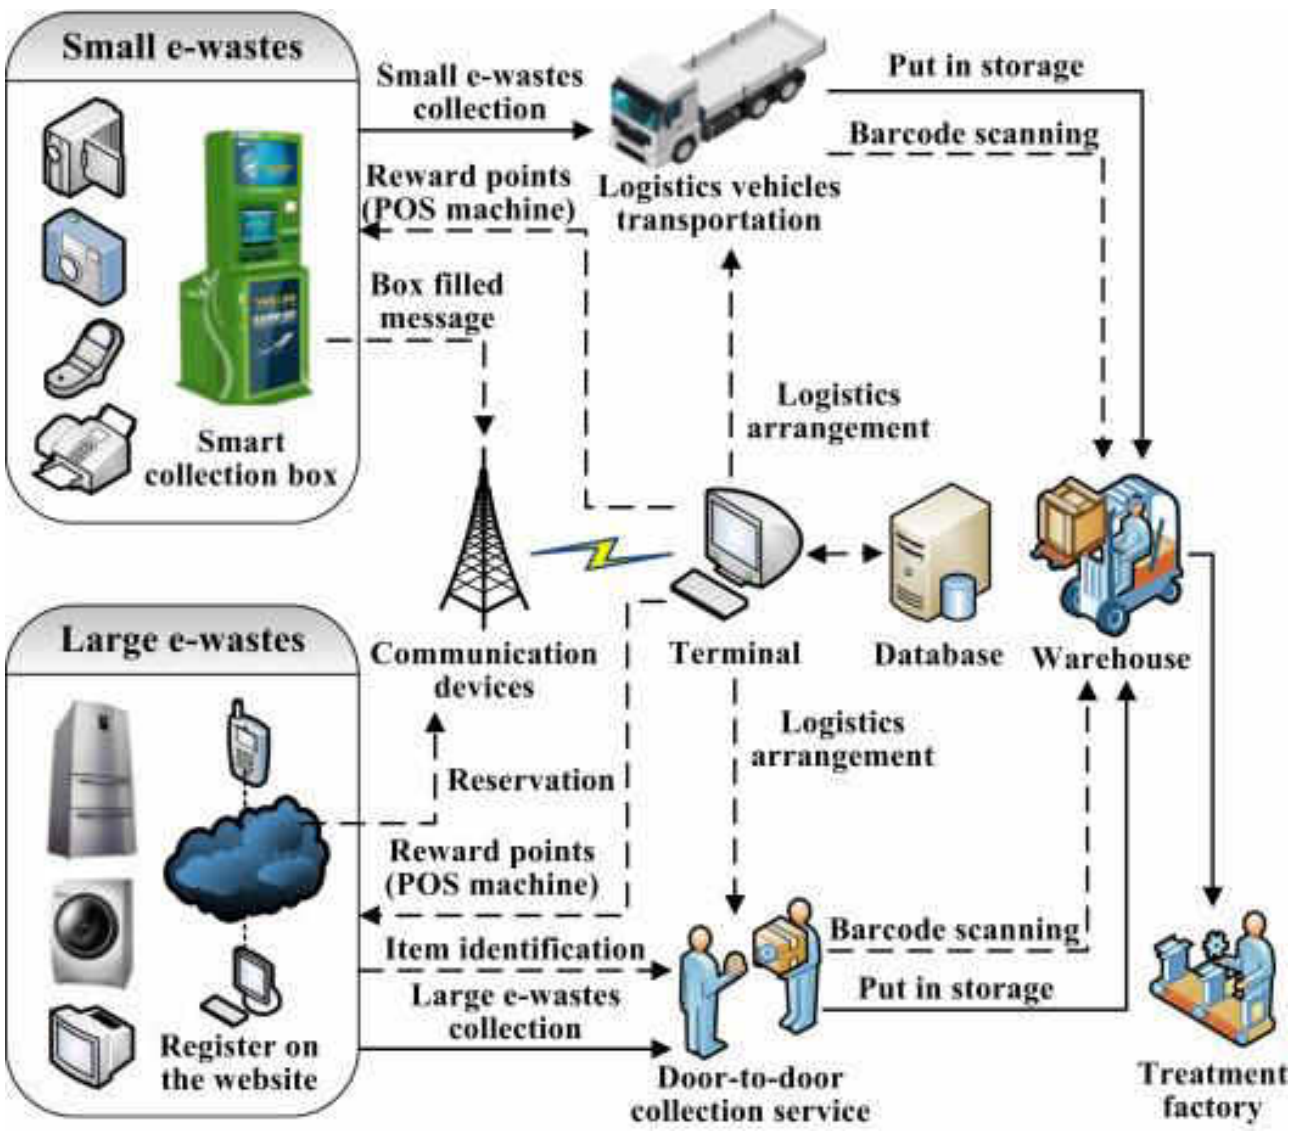 Small e-wastes
Smart
collection box
Small e-wastes
collection
Reward points
(POS machine)
Box filled
message
Logistics vehicles
transportation
Put in storage
Barcode scanning
Logistics
arrangement
Communication
devices
Terminal
Database
Warehouse
Large e-wastes
Register on
the website
Reservation
Reward points
(POS machine)
Item identification
Large e-wastes
collection
Logistics
arrangement
Door-to-door
collection service
Barcode scanning
Put in storage
Treatment
factory